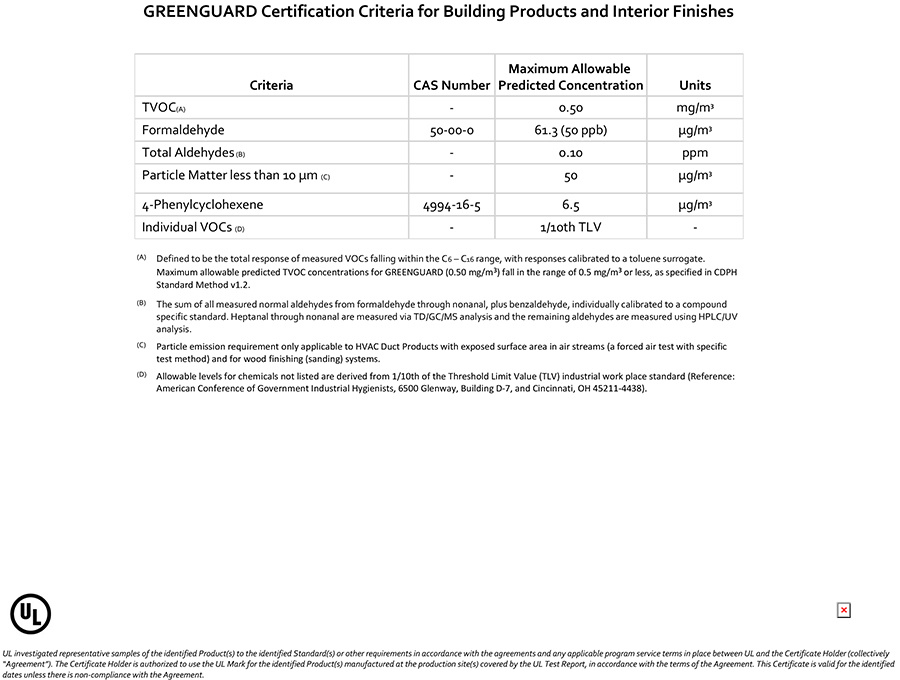 GREENGUARD Certification Criteria for Building Products and Interior Finishes
Criteria CAS Number Maximum Allowable Predicted Concentration Units
TVOC(A) - 0.50 mg/m³
Formaldehyde 50-00-0 61.3 (50 ppb) µg/m³
Total Aldehydes (B) - 0.10 ppm
Particle Matter less than 10 µm (C) - 50 µg/m³
4-Phenylcyclohexene 4994-16-5 6.5 µg/m³
Individual VOCs (D) - 1/10th TLV -
(A) Defined to be the total response of measured VOCs falling within the C6 – C16 range, with responses calibrated to a toluene surrogate.
Maximum allowable predicted TVOC concentrations for GREENGUARD (0.50 mg/m³) fall in the range of 0.5 mg/m³ or less, as specified in CDPH
Standard Method v1.2.
(B) The sum of all measured normal aldehydes from formaldehyde through nonanal, plus benzaldehyde, individually calibrated to a compound
specific standard. Heptanal through nonanal are measured via TD/GC/MS analysis and the remaining aldehydes are measured using HPLC/UV
analysis.
(C) Particle emission requirement only applicable to HVAC Duct Products with exposed surface area in air streams (a forced air test with specific
test method) and for wood finishing (sanding) systems.
(D) Allowable levels for chemicals not listed are derived from 1/10th of the Threshold Limit Value (TLV) industrial work place standard (Reference:
American Conference of Government Industrial Hygienists, 6500 Glenway, Building D-7, and Cincinnati, OH 45211-4438).
UL
UL investigated representative samples of the identified Product(s) to the identified Standard(s) or other requirements in accordance with the agreements and any applicable program service terms in place between UL and the Certificate Holder (collectively
"Agreement"). The Certificate Holder is authorized to use the UL Mark for the identified Product(s) manufactured at the production site(s) covered by the UL Test Report, in accordance with the terms of the Agreement. This Certificate is valid for the identified
dates unless there is non-compliance with the Agreement.